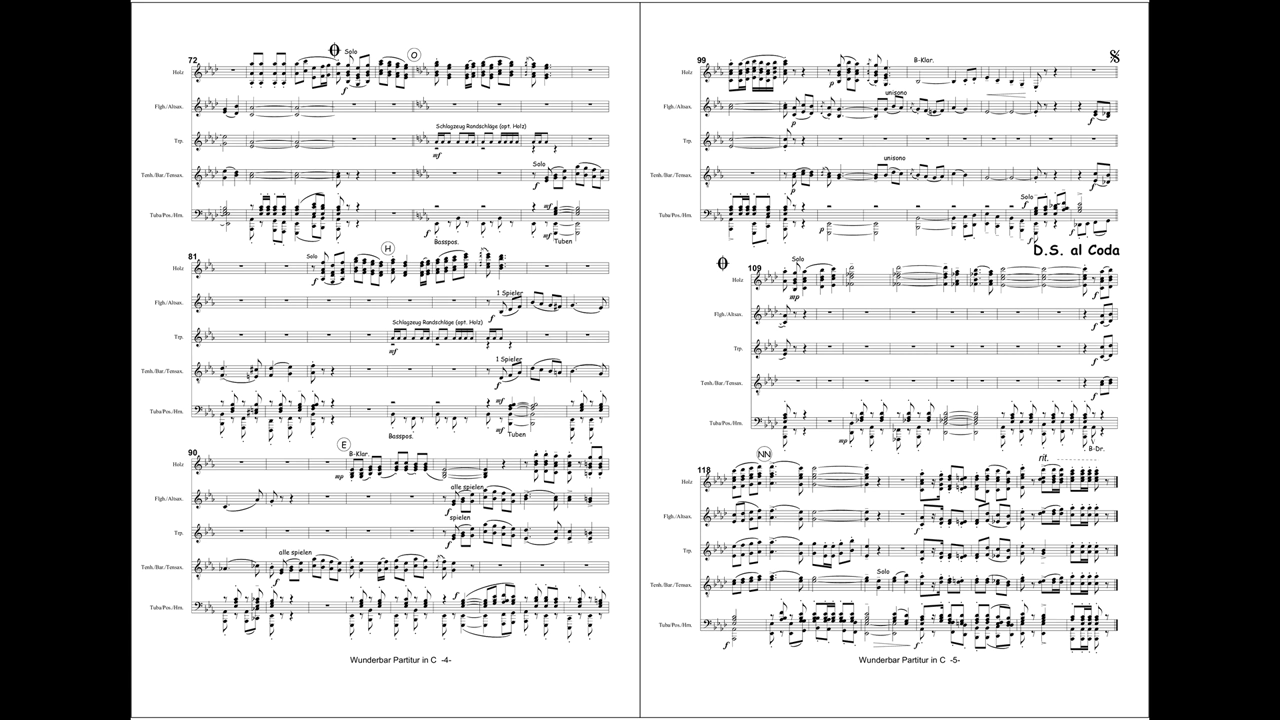 72
Solo
O
Holz
Flgh./Altsax.
Schlagzeug Randschläge (opt. Holz)
Trp.
mf
Solo
Tenh./Bar./Tensax.
f
Tuba/Pos./Hrn.
mf
f
mf
Basspos.
Tuben
81
Solo
H
Holz
f
1 Spieler
Flgh./Altsax.
f
Schlagzeug Randschläge (opt. Holz)
Trp.
mf
1 Spieler
Tenh./Bar./Tensax.
f
mf
Tuba/Pos./Hrn.
mf
Basspos.
Tuben
90
E
B-Klar.
Holz
mp
alle spielen
Flgh./Altsax.
f
spielen
Trp.
f
alle spielen
Tenh./Bar./Tensax.
f
f
Tuba/Pos./Hrn.
Wunderbar Partitur in C -4-
99
B-Klar.
Holz
p
unisono
Flgh./Altsax.
p
f
Trp.
unisono
Tenh./Bar./Tensax.
p
f
Solo
f
Tuba/Pos./Hrn.
p
f
D.S. al Coda
109
Solo
Holz
mp
f
Flgh./Altsax.
f
Trp.
f
Tenh./Bar./Tensax.
f
Tuba/Pos./Hrn.
mp
B-Dr.
118
NN
rit.
Holz
Flgh./Altsax.
f
Trp.
Solo
Tenh./Bar./Tensax.
Tuba/Pos./Hrn.
f
f
Wunderbar Partitur in C -5-